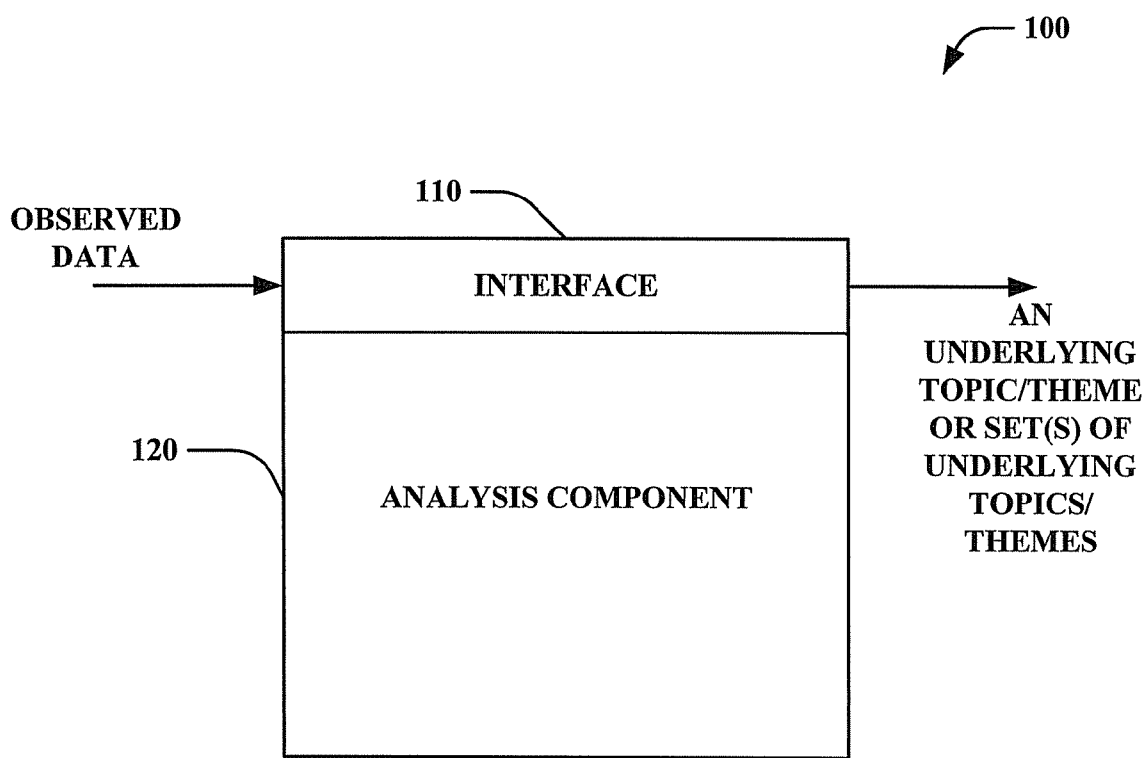 100
110
OBSERVED
DATA
INTERFACE
AN
UNDERLYING
TOPIC/THEME
OR SET(S) OF
UNDERLYING
TOPICS/
THEMES
120
ANALYSIS COMPONENT